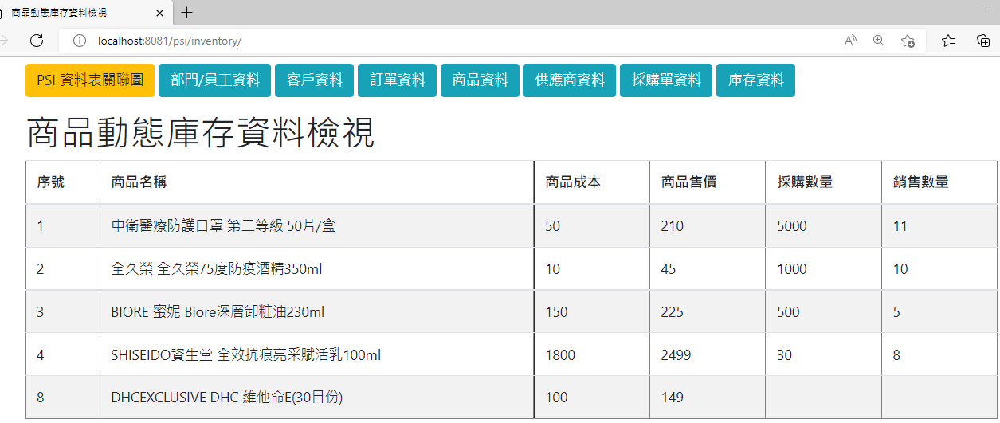 商品動態庫存資料檢視
localhost:8081/psi/inventory/
PSI 資料表關聯圖 部門/員工資料 客戶資料 訂單資料 商品資料 供應商資料 採購單資料 庫存資料
商品動態庫存資料檢視
序號 商品名稱 商品成本 商品售價 採購數量 銷售數量
1 中衛醫療防護口罩 第二等級 50片/盒 50 210 5000 11
2 全久榮 全久榮75度防疫酒精350ml 10 45 1000 10
3 BIORE 蜜妮 Biore深層卸粧油230ml 150 225 500 5
4 SHISEIDO資生堂 全效抗痕亮采賦活乳100ml 1800 2499 30 8
8 DHCEXCLUSIVE DHC 維他命E(30日份) 100 149